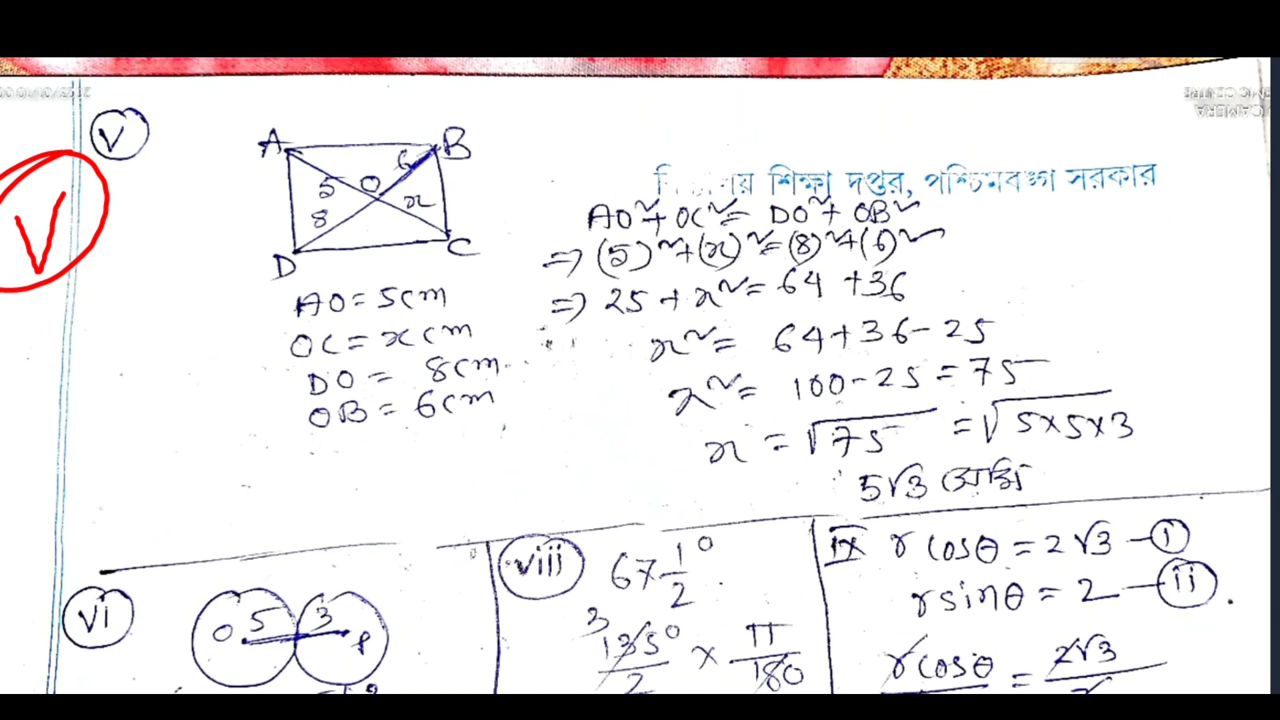 V
V
A
B
6
5
O
x
8
D
C
AO = 5cm
OC = x cm
DO = 8cm
OB = 6cm
শিক্ষা দপ্তর, পশ্চিমবঙ্গ সরকার
AO² + OC² = DO² + OB²
⇒ (5)² + (x)² = (8)² + (6)²
⇒ 25 + x² = 64 + 36
x² = 64 + 36 - 25
x² = 100 - 25 = 75
x = √75 = √5×5×3
5√3 সেমি
vi
O 5 3 P
viii
67 1/2°
3
135°/2 × π/180
ix r cosθ = 2√3 — i
r sinθ = 2 — ii
r cosθ = 2√3